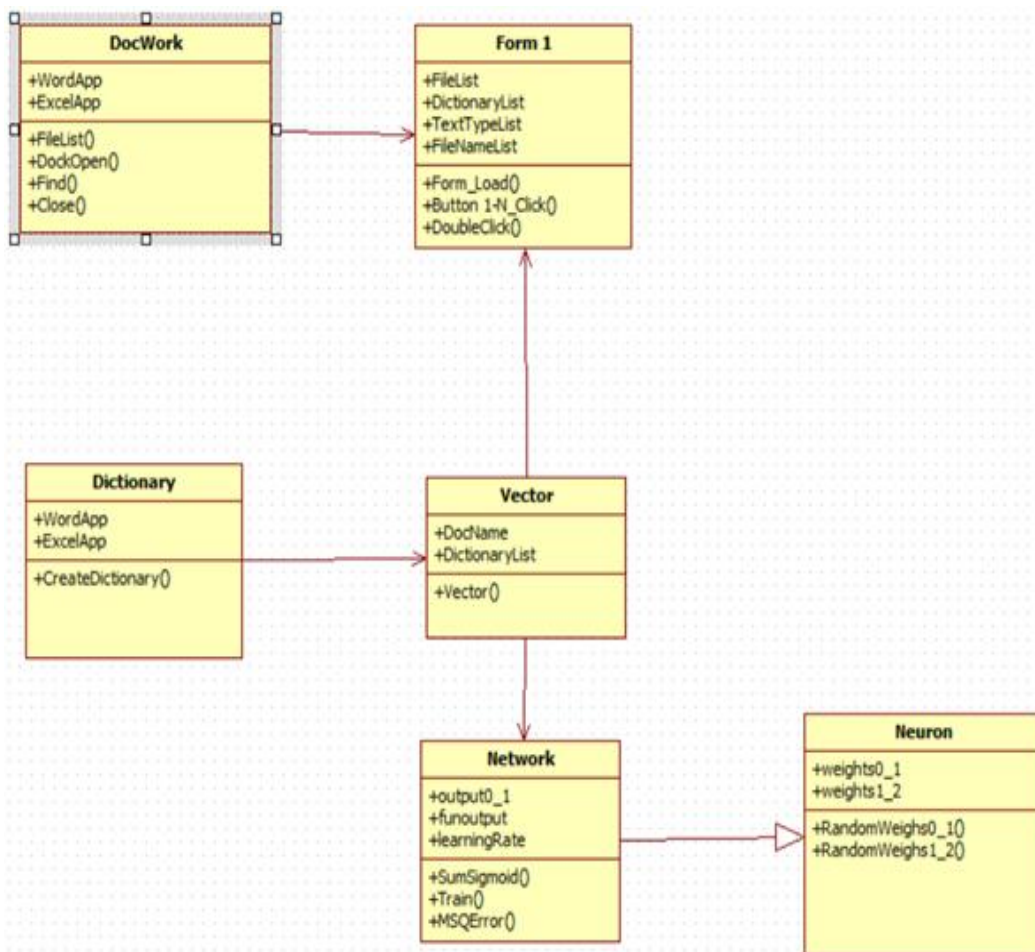 DocWork
+WordApp
+ExcelApp
+FileList()
+DockOpen()
+Find()
+Close()
Form 1
+FileList
+DictionaryList
+TextTypeList
+FileNameList
+Form_Load()
+Button 1-N_Click()
+DoubleClick()
Dictionary
+WordApp
+ExcelApp
+CreateDictionary()
Vector
+DocName
+DictionaryList
+Vector()
Network
+output0_1
+funoutput
+learningRate
+SumSigmoid()
+Train()
+MSQError()
Neuron
+weights0_1
+weights1_2
+RandomWeighs0_1()
+RandomWeighs1_2()